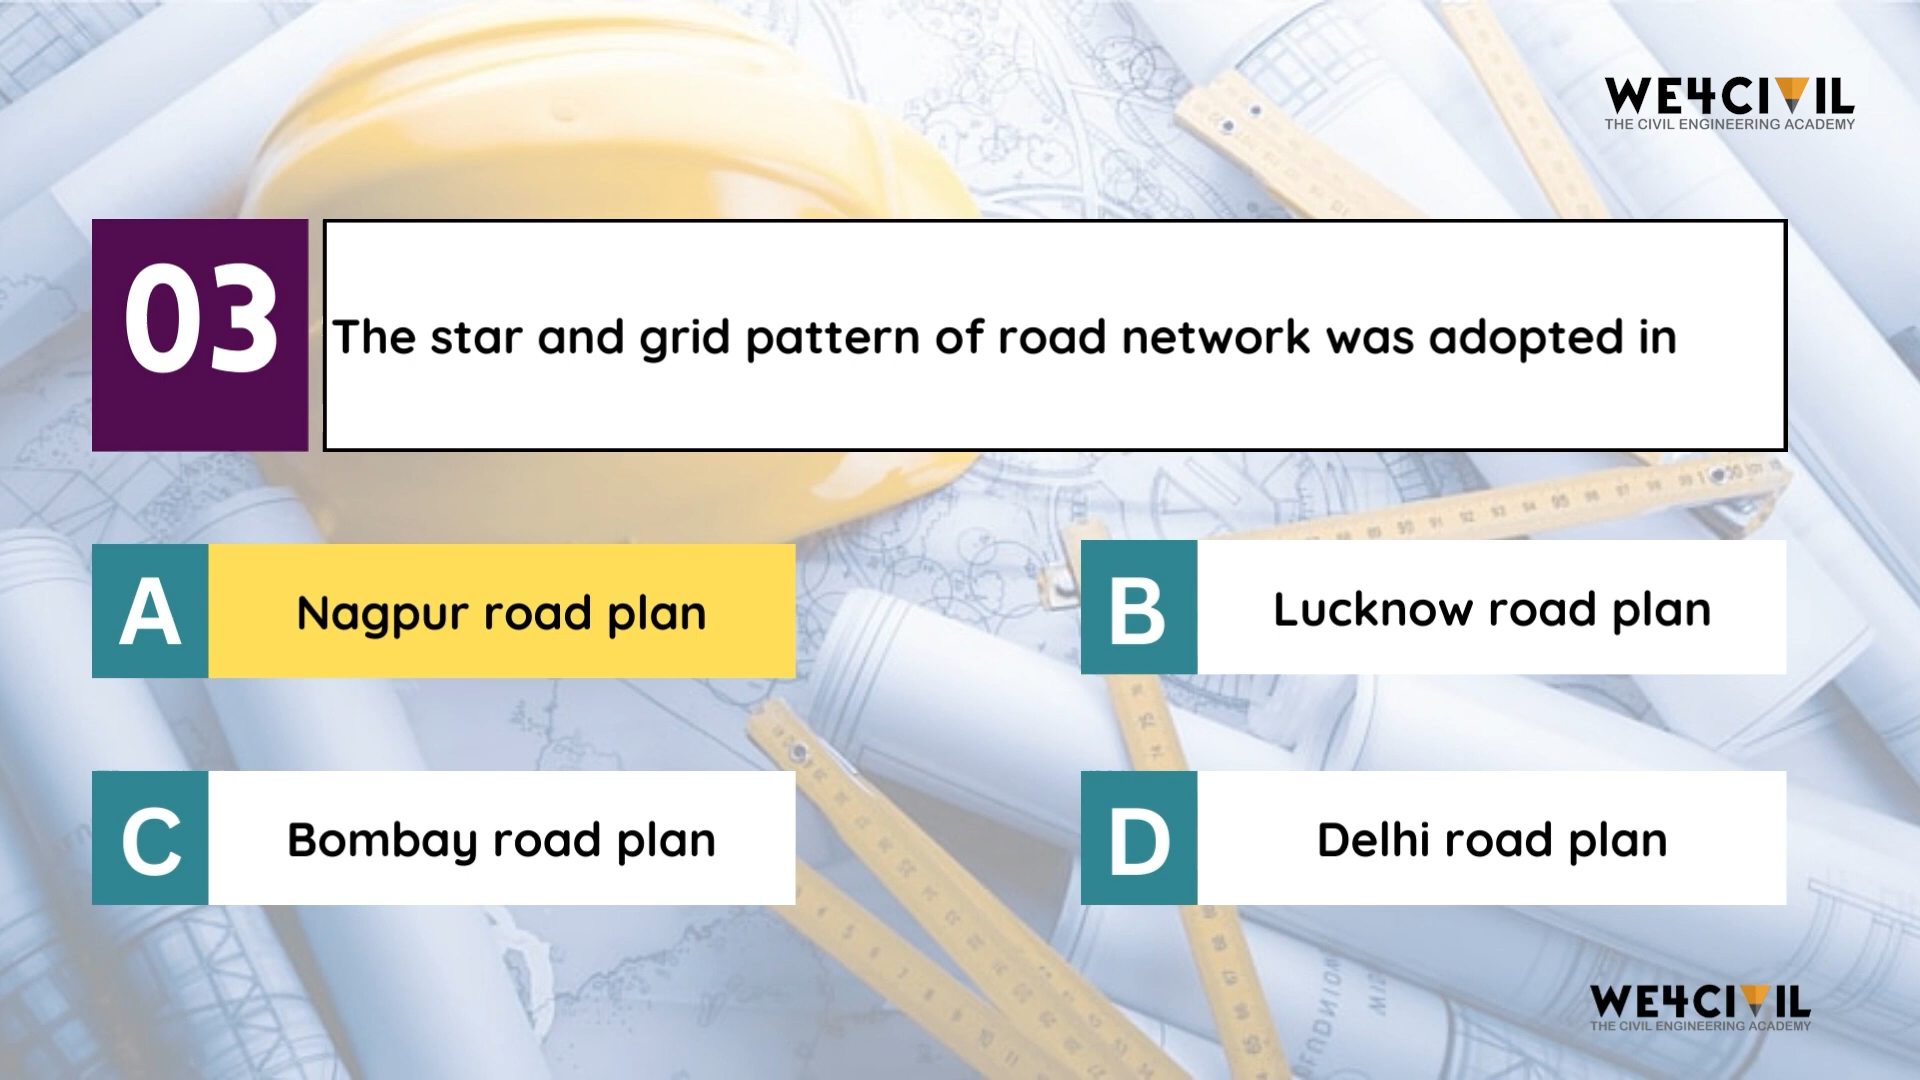 WE4CIVIL
THE CIVIL ENGINEERING ACADEMY
03
The star and grid pattern of road network was adopted in
A
Nagpur road plan
B
Lucknow road plan
C
Bombay road plan
D
Delhi road plan
WE4CIVIL
THE CIVIL ENGINEERING ACADEMY